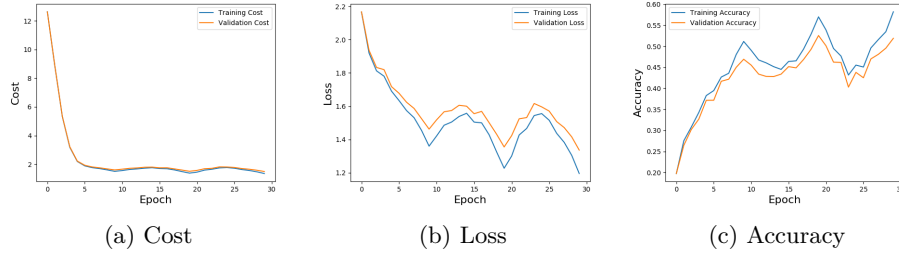 Training Cost
Validation Cost
12
10
8
6
4
2
0 5 10 15 20 25 30
Cost
Epoch
(a) Cost
Training Loss
Validation Loss
2.2
2.0
1.8
1.6
1.4
1.2
0 5 10 15 20 25 30
Loss
Epoch
(b) Loss
Training Accuracy
Validation Accuracy
0.60
0.55
0.50
0.45
0.40
0.35
0.30
0.25
0.20
0 5 10 15 20 25 30
Accuracy
Epoch
(c) Accuracy